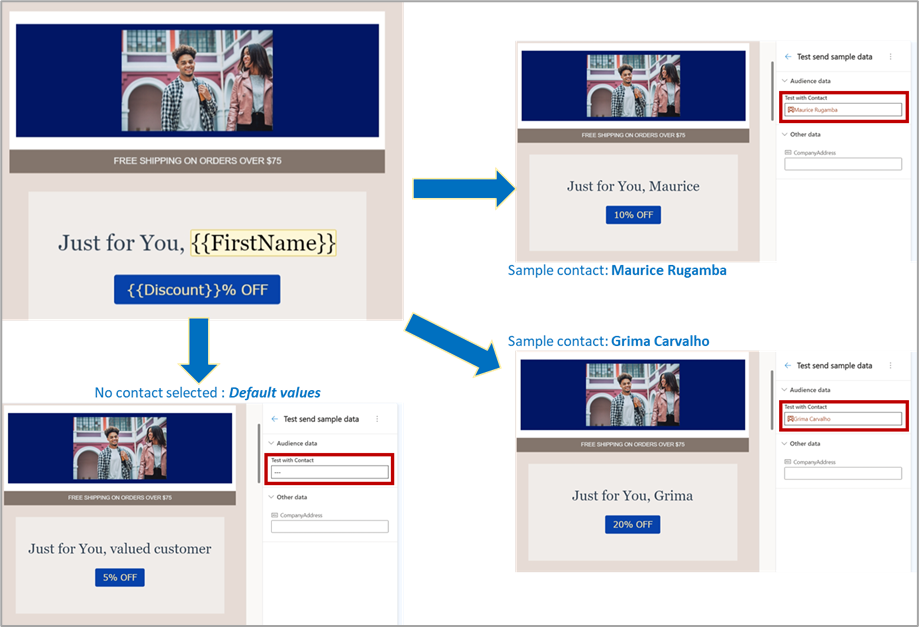 FREE SHIPPING ON ORDERS OVER $75
Just for You, {{FirstName}}
{{Discount}}% OFF
Test send sample data
Audience data
Test with Contact
Maurice Rugamba
Other data
CompanyAddress
FREE SHIPPING ON ORDERS OVER $75
Just for You, Maurice
10% OFF
Sample contact: Maurice Rugamba
Sample contact: Grima Carvalho
Test send sample data
Audience data
Test with Contact
Grima Carvalho
Other data
CompanyAddress
FREE SHIPPING ON ORDERS OVER $75
Just for You, Grima
20% OFF
No contact selected : Default values
Test send sample data
Audience data
Test with Contact
---
Other data
CompanyAddress
FREE SHIPPING ON ORDERS OVER $75
Just for You, valued customer
5% OFF